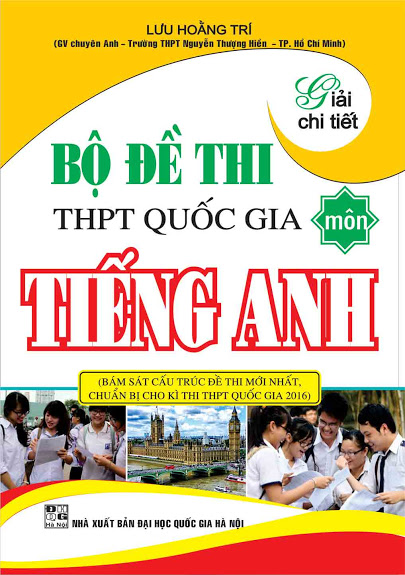 LƯU HOẰNG TRÍ
(GV chuyên Anh - Trường THPT Nguyễn Thượng Hiền - TP. Hồ Chí Minh)
Giải
chi tiết
BỘ ĐỀ THI
THPT QUỐC GIA
môn
TIẾNG ANH
(BÁM SÁT CẤU TRÚC ĐỀ THI MỚI NHẤT,
CHUẨN BỊ CHO KÌ THI THPT QUỐC GIA 2016)
Hà Nội
NHÀ XUẤT BẢN ĐẠI HỌC QUỐC GIA HÀ NỘI